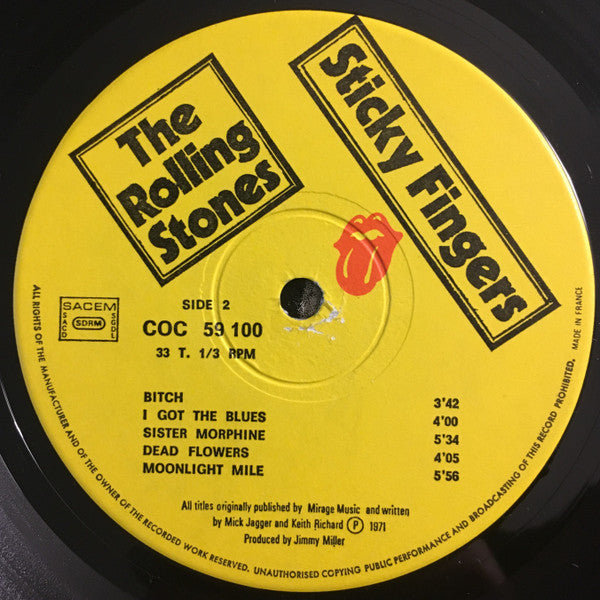 The
Rolling
Stones
Sticky Fingers
SIDE 2
COC 59 100
33 T. 1/3 RPM
SACEM
SACD
SDRM
SGDL
BITCH 3'42
I GOT THE BLUES 4'00
SISTER MORPHINE 5'34
DEAD FLOWERS 4'05
MOONLIGHT MILE 5'56
All titles originally published by Mirage Music and written
by Mick Jagger and Keith Richard Ⓟ 1971
Produced by Jimmy Miller
ALL RIGHTS OF THE MANUFACTURER AND OF THE OWNER OF THE RECORDED WORK RESERVED. UNAUTHORISED COPYING PUBLIC PERFORMANCE AND BROADCASTING OF THIS RECORD PROHIBITED. MADE IN FRANCE